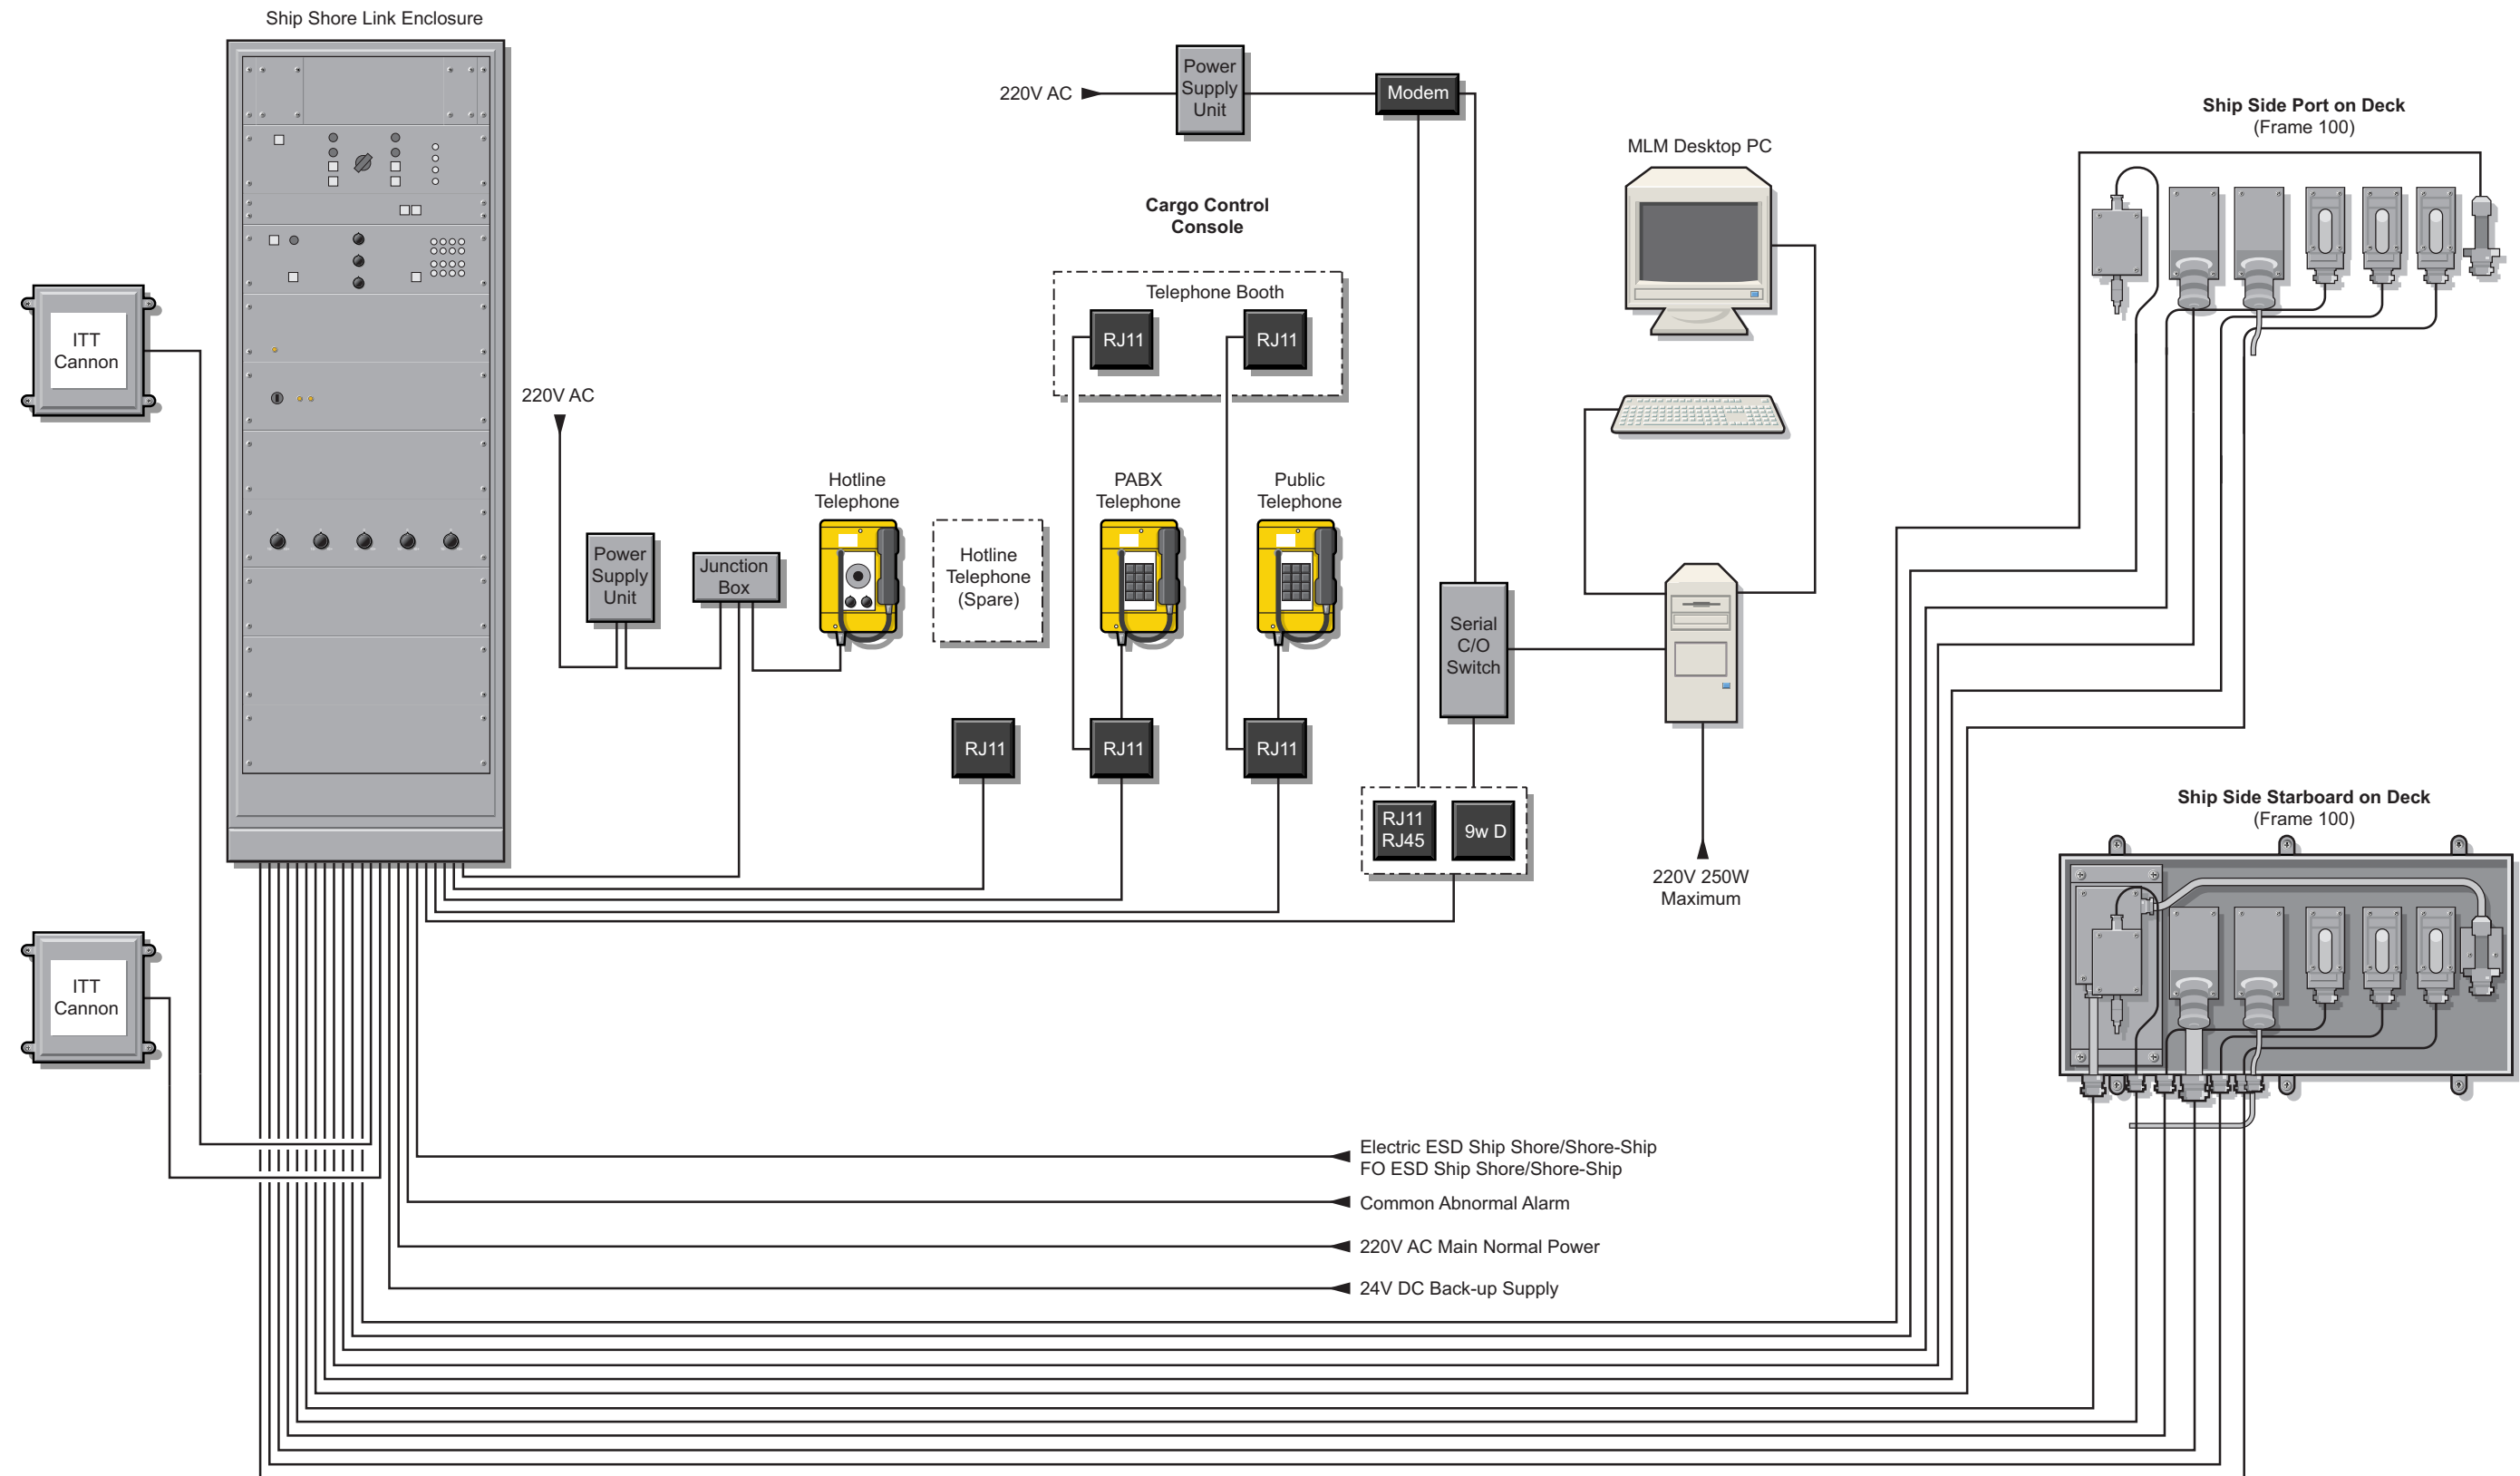 Ship Shore Link Enclosure
ITT
Cannon
ITT
Cannon
220V AC
Power
Supply
Unit
Modem
Cargo Control
Console
Telephone Booth
RJ11
RJ11
220V AC
Power
Supply
Unit
Junction
Box
Hotline
Telephone
Hotline
Telephone
(Spare)
PABX
Telephone
Public
Telephone
RJ11
RJ11
RJ11
MLM Desktop PC
Serial
C/O
Switch
RJ11
RJ45
9w D
220V 250W
Maximum
Ship Side Port on Deck
(Frame 100)
Ship Side Starboard on Deck
(Frame 100)
Electric ESD Ship Shore/Shore-Ship
FO ESD Ship Shore/Shore-Ship
Common Abnormal Alarm
220V AC Main Normal Power
24V DC Back-up Supply